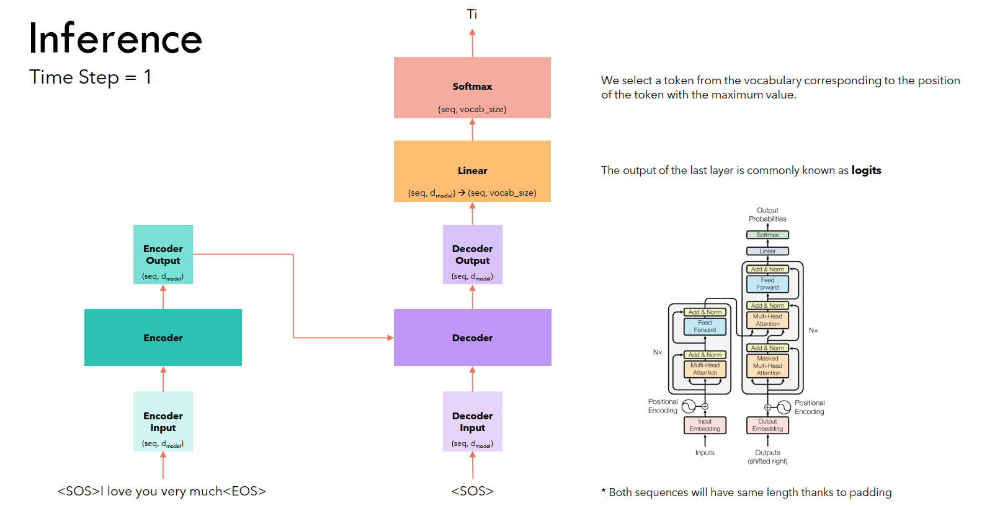 Inference
Time Step = 1
Ti
Softmax
(seq, vocab_size)
We select a token from the vocabulary corresponding to the position
of the token with the maximum value.
Linear
(seq, dmodel) → (seq, vocab_size)
The output of the last layer is commonly known as logits
Encoder
Output
(seq, dmodel)
Decoder
Output
(seq, dmodel)
Encoder
Decoder
Encoder
Input
(seq, dmodel)
Decoder
Input
(seq, dmodel)
<SOS>I love you very much<EOS>
<SOS>
Output
Probabilities
Softmax
Linear
Add & Norm
Feed
Forward
Add & Norm
Multi-Head
Attention
Nx
Add & Norm
Masked
Multi-Head
Attention
Add & Norm
Feed
Forward
Nx
Add & Norm
Multi-Head
Attention
Positional
Encoding
Positional
Encoding
Input
Embedding
Output
Embedding
Inputs
Outputs
(shifted right)
* Both sequences will have same length thanks to padding